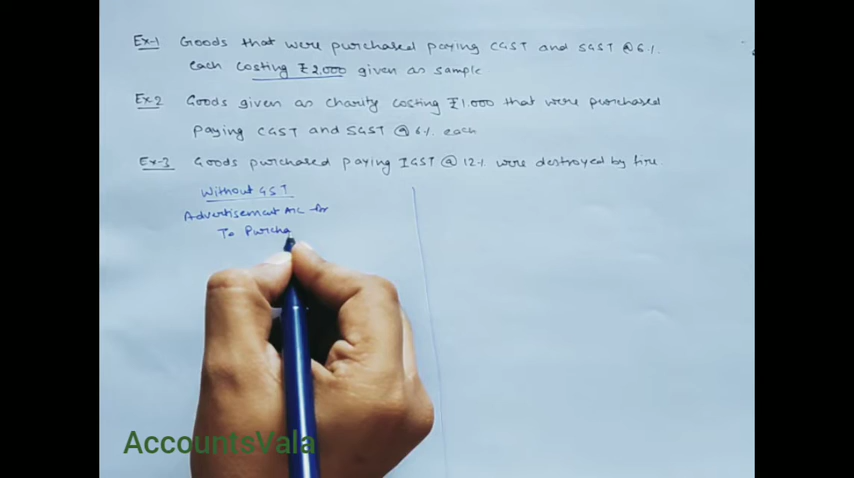 Ex-1 Goods that were purchased paying CGST and SGST @ 6%
each costing ₹2,000 given as sample
Ex-2 Goods given as charity costing ₹1,000 that were purchased
paying CGST and SGST @ 6% each
Ex-3 Goods purchased paying IGST @ 12% were destroyed by fire.
Without GST
Advertisement A/c Dr
To Purcha
AccountsVala